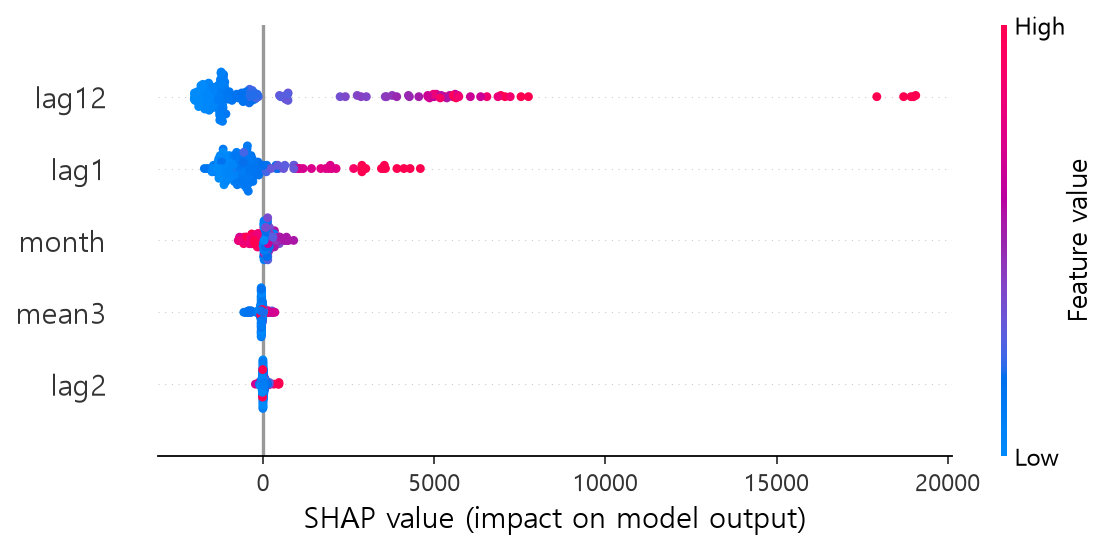 High
lag12
lag1
month
mean3
lag2
Feature value
Low
0 5000 10000 15000 20000
SHAP value (impact on model output)